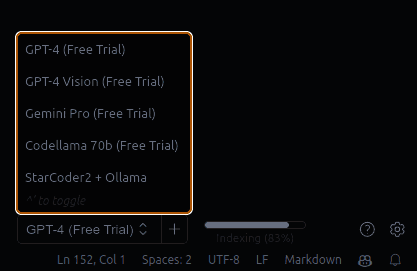 GPT-4 (Free Trial)
GPT-4 Vision (Free Trial)
Gemini Pro (Free Trial)
Codellama 70b (Free Trial)
StarCoder2 + Ollama
^' to toggle
GPT-4 (Free Trial) +
Indexing (83%)
Ln 152, Col 1 Spaces: 2 UTF-8 LF Markdown